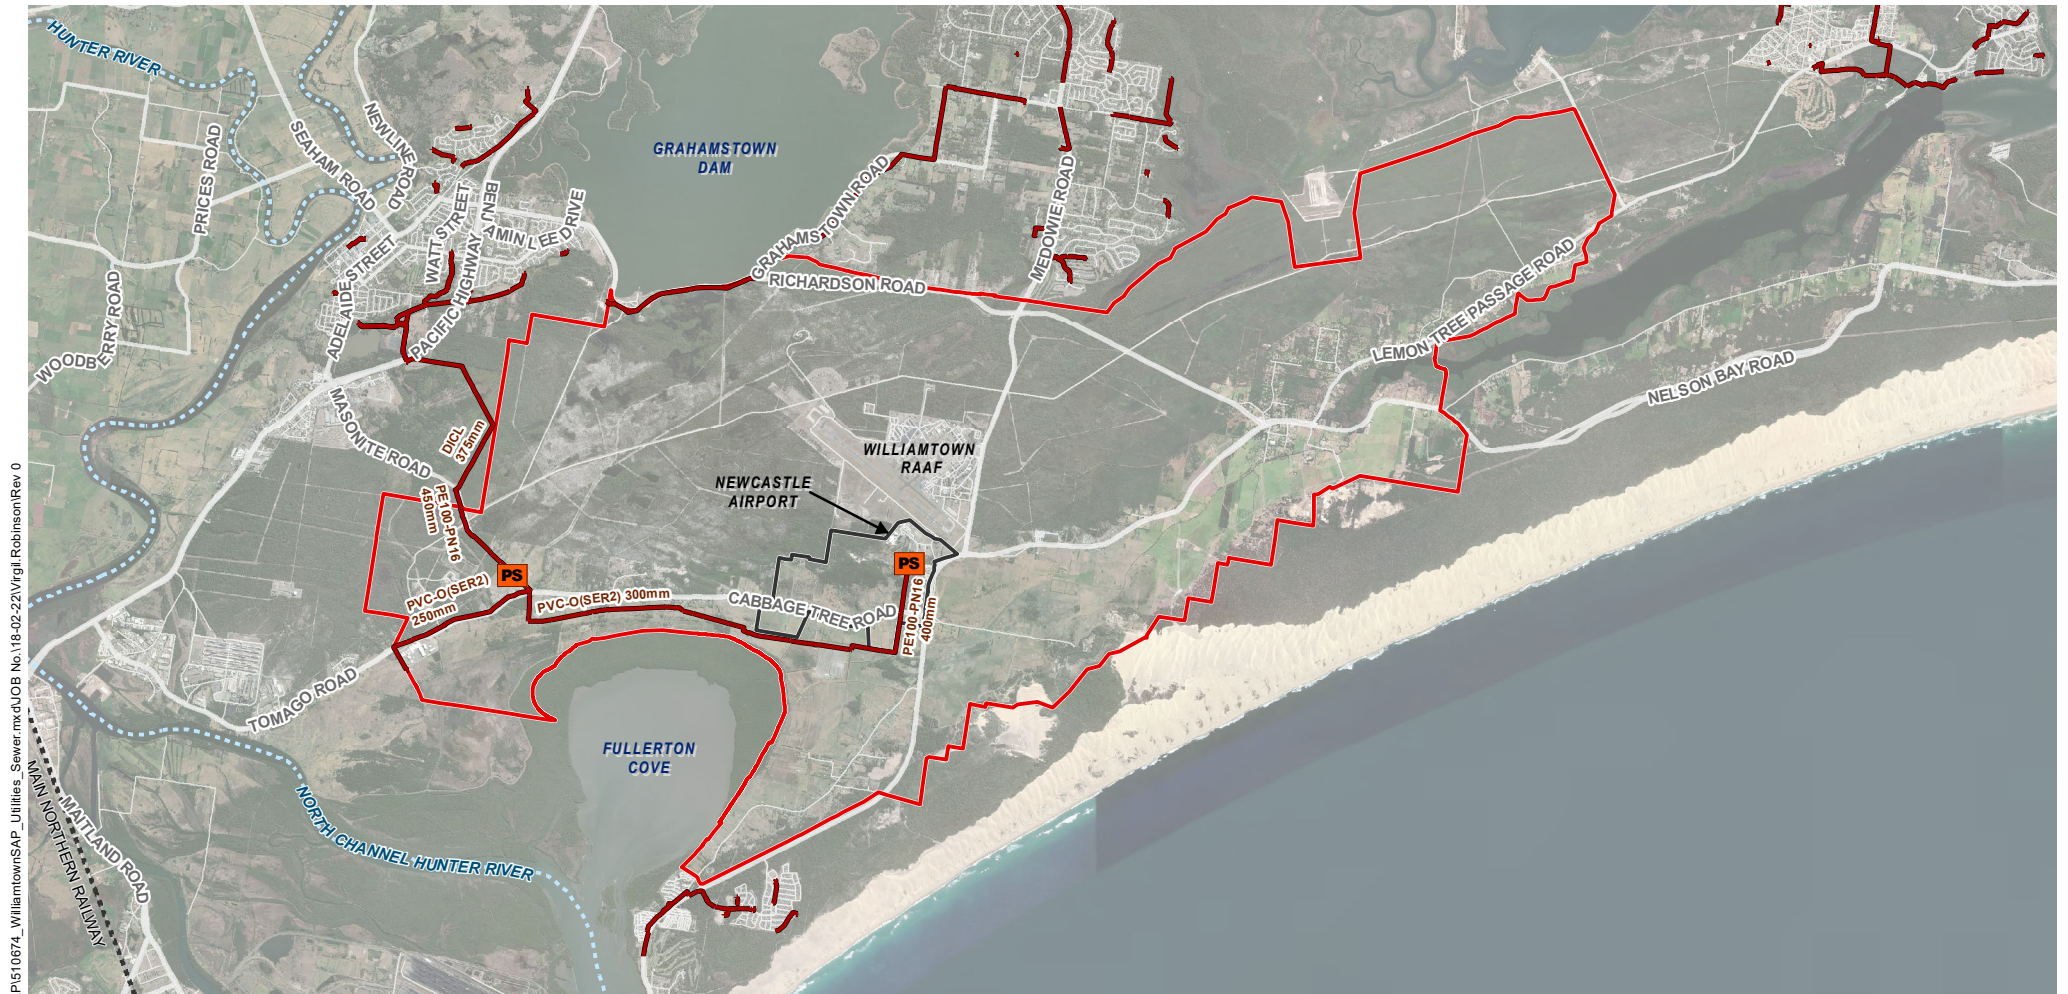 HUNTER RIVER
NEWLINE ROAD
SEAHAM ROAD
PRICES ROAD
GRAHAMSTOWN
DAM
WATT STREET
BENJAMIN LEE DRIVE
PACIFIC HIGHWAY
ADELAIDE STREET
GRAHAMSTOWN ROAD
RICHARDSON ROAD
MEDOWIE ROAD
WOODBERRY ROAD
LEMON TREE PASSAGE ROAD
NELSON BAY ROAD
MASONITE ROAD
DICL
375mm
PE100-PN16
450mm
WILLIAMTOWN
RAAF
NEWCASTLE
AIRPORT
PS
PS
PVC-O(SER2)
250mm
PVC-O(SER2) 300mm
CABBAGE TREE ROAD
PE100-PN16
400mm
TOMAGO ROAD
FULLERTON
COVE
NORTH CHANNEL HUNTER RIVER
MAITLAND ROAD
MAIN NORTHERN RAILWAY
P\510674_WilliamtownSAP_Utilities_Sewer.mxd\JOB No.\118-02-22\Virgil.Robinson\Rev 0